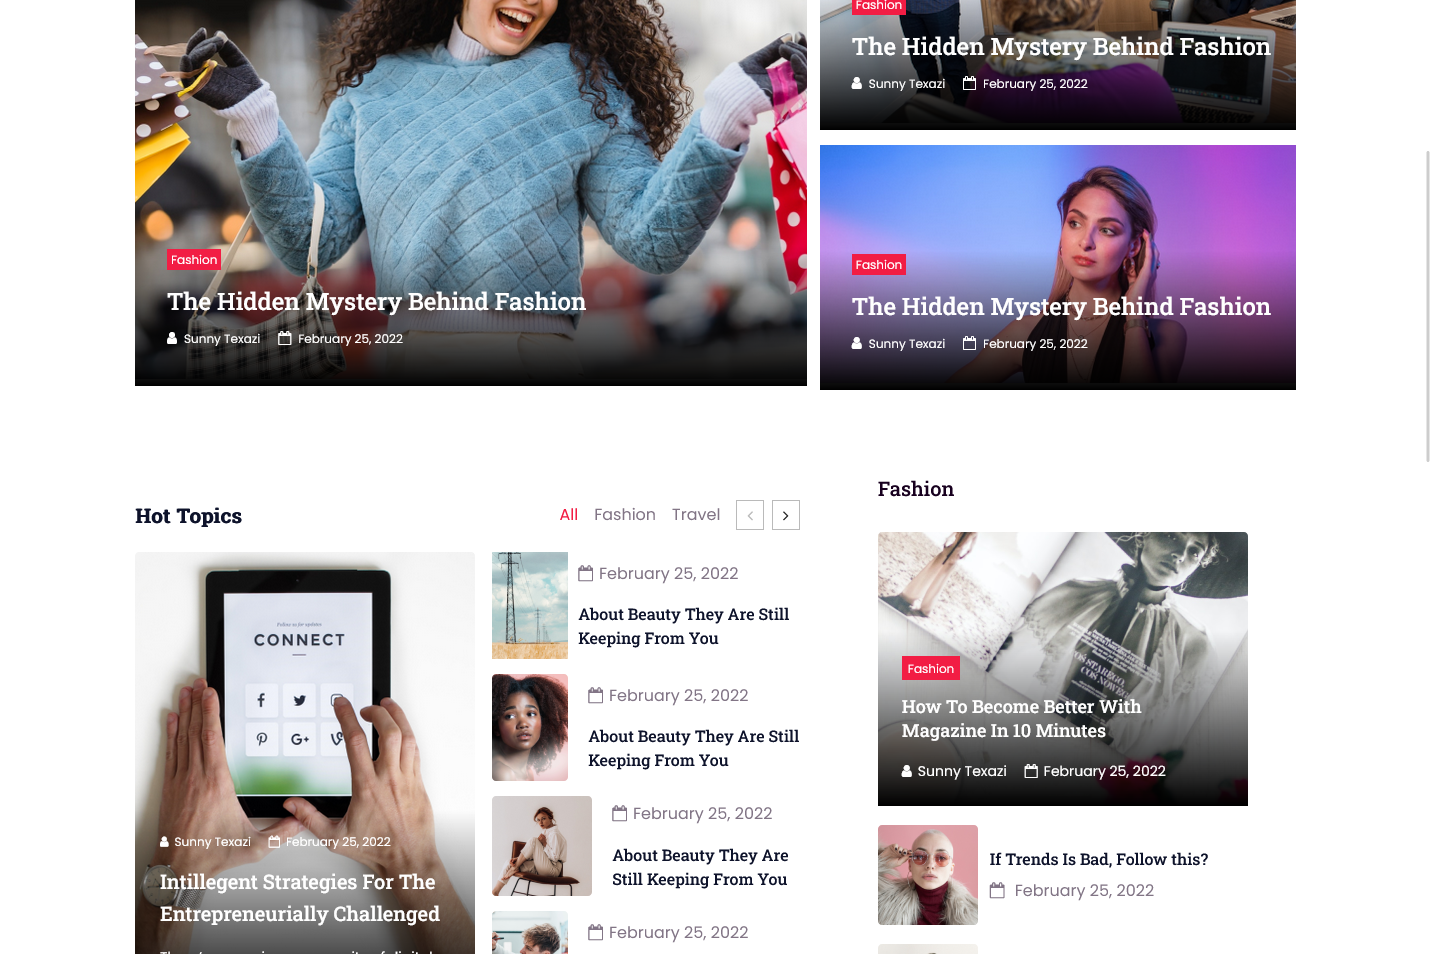 Fashion
The Hidden Mystery Behind Fashion
Sunny Texazi February 25, 2022
Fashion
The Hidden Mystery Behind Fashion
Sunny Texazi February 25, 2022
Fashion
The Hidden Mystery Behind Fashion
Sunny Texazi February 25, 2022
Hot Topics
All Fashion Travel
Follow us for updates
CONNECT
Sunny Texazi February 25, 2022
Intillegent Strategies For The
Entrepreneurially Challenged
February 25, 2022
About Beauty They Are Still
Keeping From You
February 25, 2022
About Beauty They Are Still
Keeping From You
February 25, 2022
About Beauty They Are
Still Keeping From You
February 25, 2022
Fashion
Fashion
How To Become Better With
Magazine In 10 Minutes
Sunny Texazi February 25, 2022
If Trends Is Bad, Follow this?
February 25, 2022